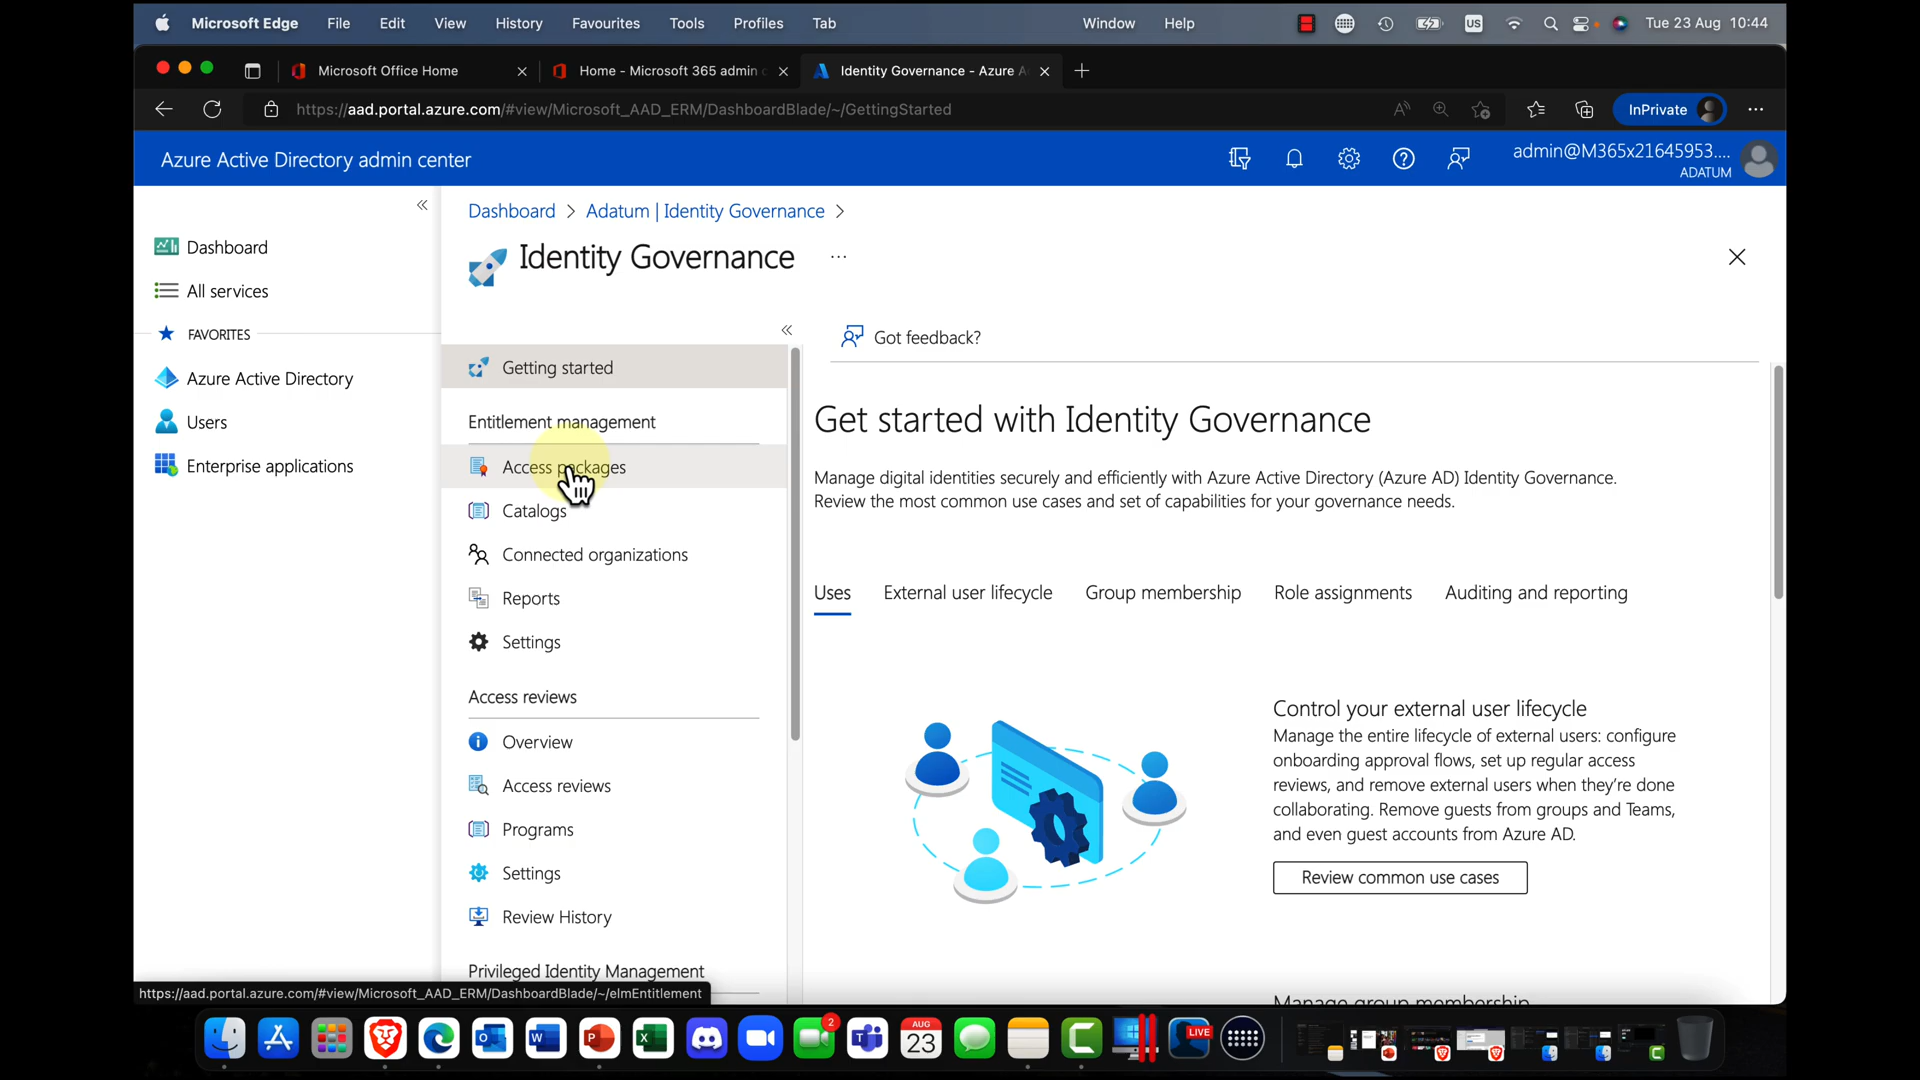 Microsoft Edge File Edit View History Favourites Tools Profiles Tab Window Help US Tue 23 Aug 10:44
Microsoft Office Home Home - Microsoft 365 admin c Identity Governance - Azure A
https://aad.portal.azure.com/#view/Microsoft_AAD_ERM/DashboardBlade/~/GettingStarted InPrivate
Azure Active Directory admin center
admin@M365x21645953....
ADATUM
Dashboard
All services
FAVORITES
Azure Active Directory
Users
Enterprise applications
Dashboard > Adatum | Identity Governance >
Identity Governance ...
Getting started
Entitlement management
Access packages
Catalogs
Connected organizations
Reports
Settings
Access reviews
Overview
Access reviews
Programs
Settings
Review History
Privileged Identity Management
Got feedback?
Get started with Identity Governance
Manage digital identities securely and efficiently with Azure Active Directory (Azure AD) Identity Governance.
Review the most common use cases and set of capabilities for your governance needs.
Uses External user lifecycle Group membership Role assignments Auditing and reporting
Control your external user lifecycle
Manage the entire lifecycle of external users: configure
onboarding approval flows, set up regular access
reviews, and remove external users when they're done
collaborating. Remove guests from groups and Teams,
and even guest accounts from Azure AD.
Review common use cases
Manage group membership
https://aad.portal.azure.com/#view/Microsoft_AAD_ERM/DashboardBlade/~/elmEntitlement
2
AUG
23
LIVE